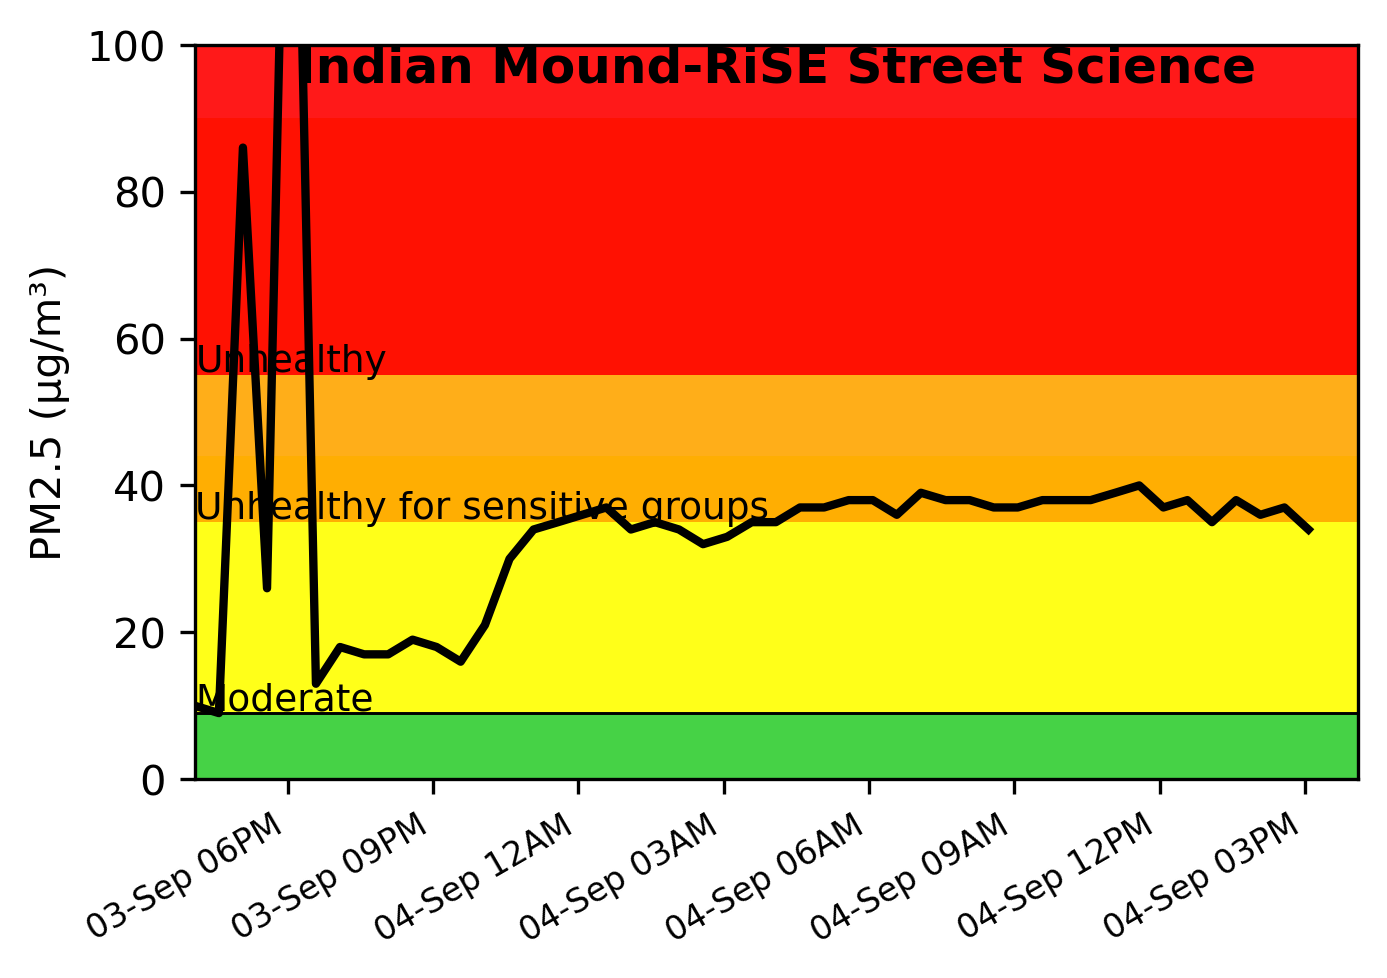 Indian Mound-RiSE Street Science
PM2.5 (µg/m³)
100
80
60
40
20
0
Unhealthy
Unhealthy for sensitive groups
Moderate
03-Sep 06PM
03-Sep 09PM
04-Sep 12AM
04-Sep 03AM
04-Sep 06AM
04-Sep 09AM
04-Sep 12PM
04-Sep 03PM